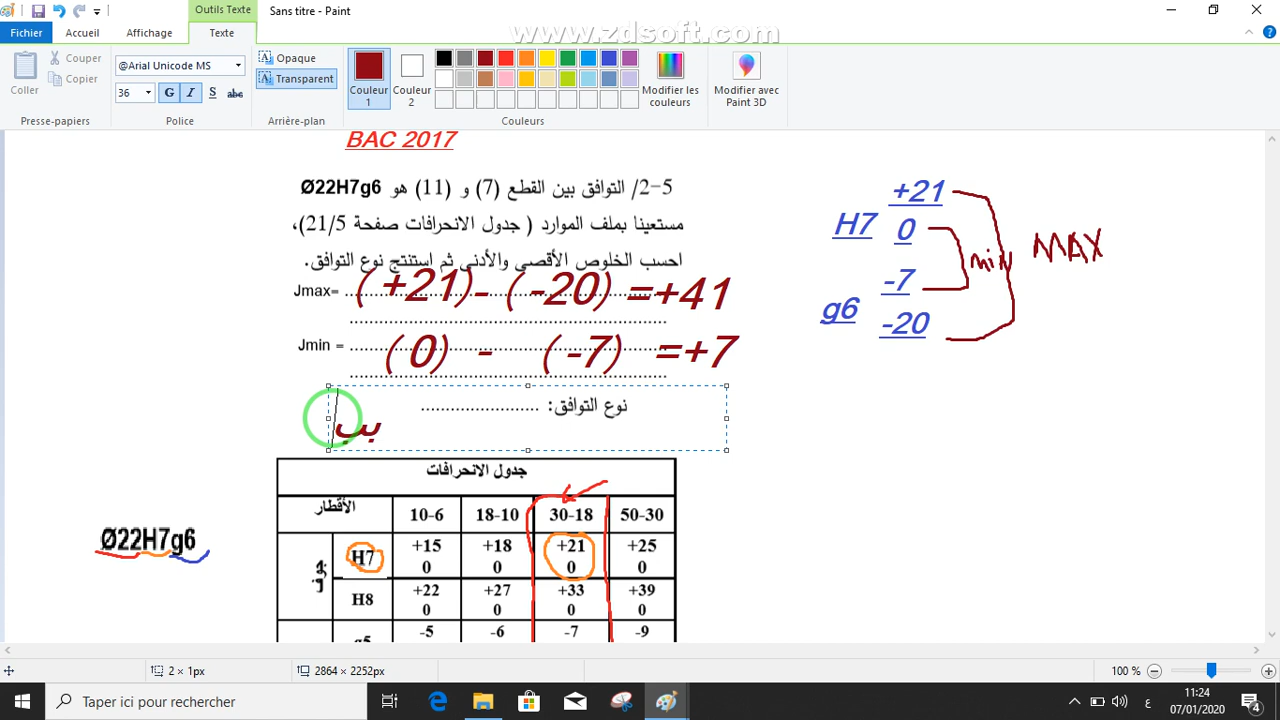 Outils Texte
Sans titre - Paint
www.zdsoft.com
Fichier
Accueil
Affichage
Texte
Coller
Couper
Copier
Presse-papiers
@Arial Unicode MS
36
G I S abc
Police
Opaque
Transparent
Arrière-plan
Couleur 1
Couleur 2
Modifier les couleurs
Modifier avec Paint 3D
Couleurs
BAC 2017
2-5/ التوافق بين القطع (7) و (11) هو Ø22H7g6
مستعينا بملف الموارد ( جدول الانحرافات صفحة 21/5)،
احسب الخلوص الأقصى والأدنى ثم استنتج نوع التوافق.
Jmax= (+21) - (-20) =+41
Jmin = (0) - (-7) =+7
نوع التوافق: ........................
بب
H7
+21
0
g6
-7
-20
min
MAX
Ø22H7g6
جدول الانحرافات
الأقطار 10-6 18-10 30-18 50-30
H7 +15 +18 +21 +25
0 0 0 0
H8 +22 +27 +33 +39
0 0 0 0
g5 -5 -6 -7 -9
2 × 1px
2864 × 2252px
100 %
Taper ici pour rechercher
ع
11:24
07/01/2020
4